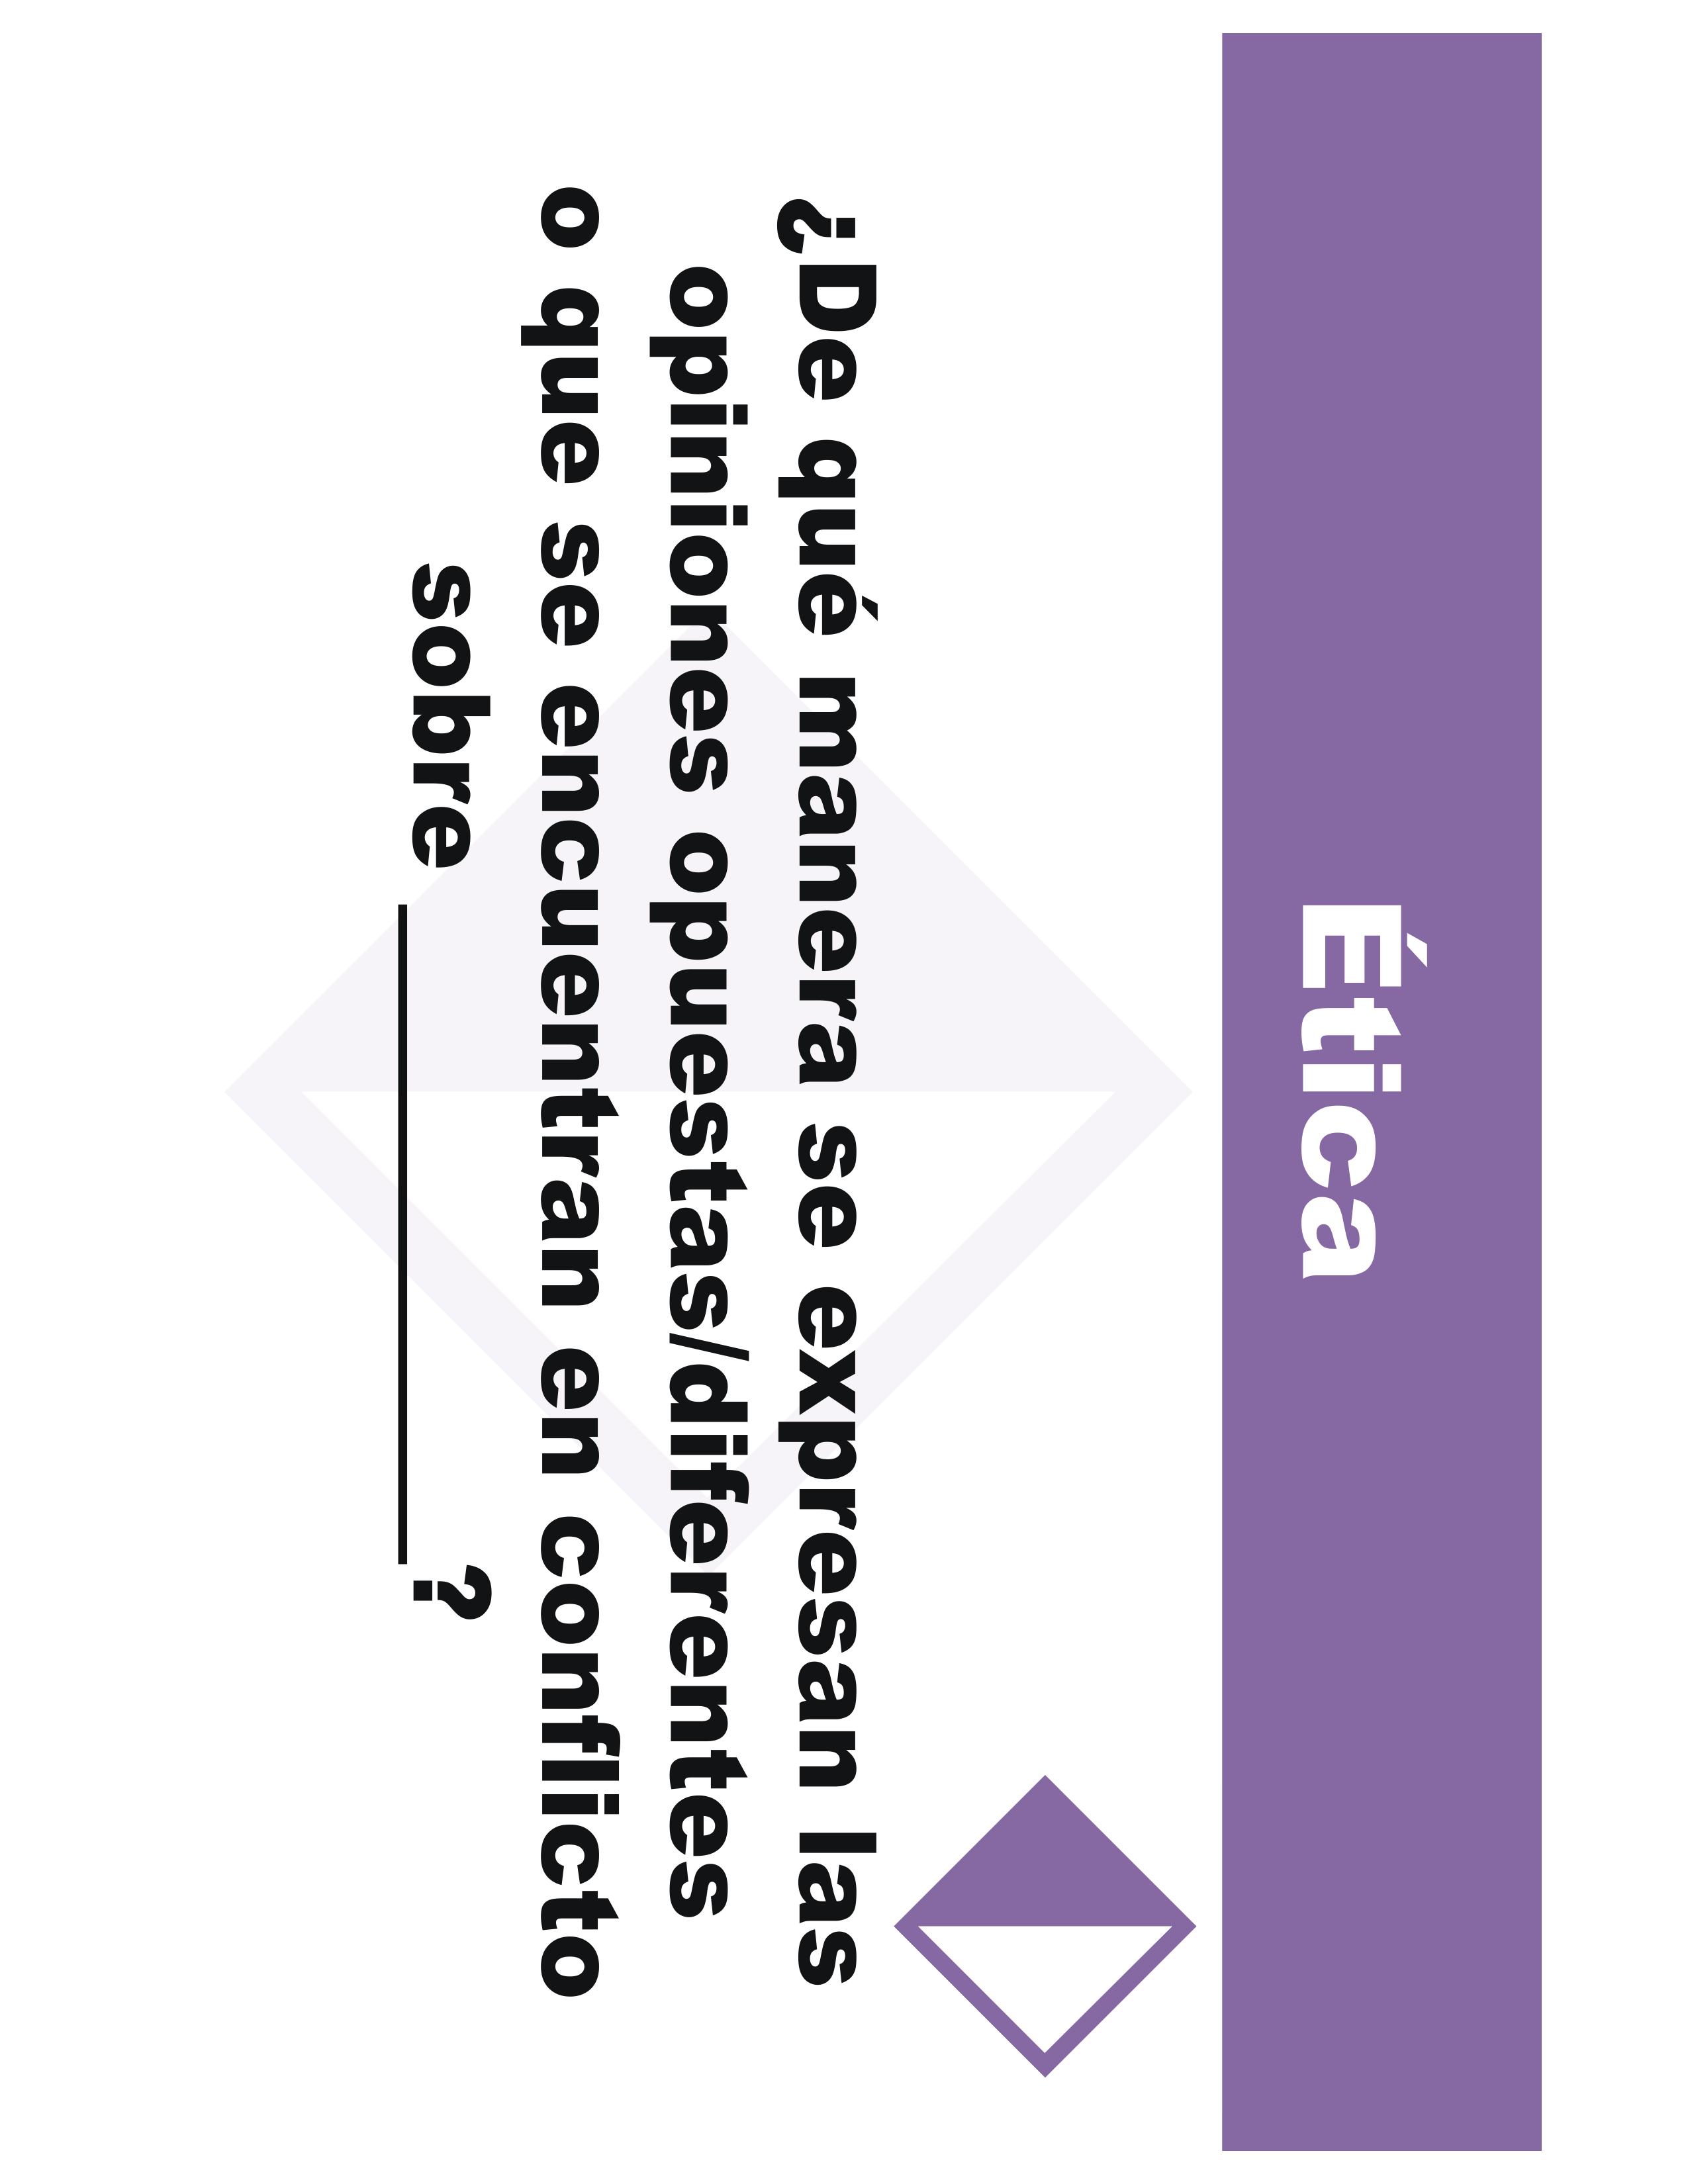 Ética
¿De qué manera se expresan las
opiniones opuestas/diferentes
o que se encuentran en conflicto
sobre _______________?